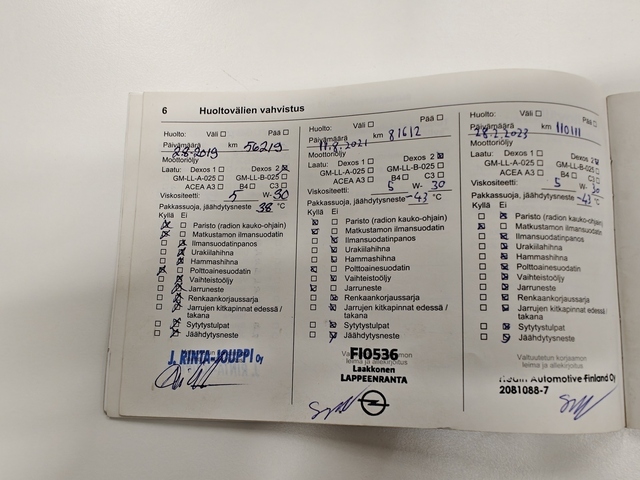 6 Huoltovälien vahvistus
Huolto: Väli ☐ Pää ☐
Päivämäärä 2.8-2019 km 56219
Moottoriöljy
Laatu: Dexos 1 ☐ Dexos 2 ☒
GM-LL-A-025 ☐ GM-LL-B-025 ☐
ACEA A3 ☐ B4 ☐ C3 ☐
Viskositeetti: 5 W- 30
Pakkassuoja, jäähdytysneste 38 °C
Kyllä Ei
☒ ☐ Paristo (radion kauko-ohjain)
☐ ☒ Matkustamon ilmansuodatin
☐ ☒ Ilmansuodatinpanos
☐ ☒ Urakiilahihna
☐ ☒ Hammashihna
☒ ☐ Polttoainesuodatin
☐ ☒ Vaihteistoöljy
☐ ☒ Jarruneste
☐ ☒ Renkaankorjaussarja
☐ ☒ Jarrujen kitkapinnat edessä /
takana
☐ ☒ Sytytystulpat
☐ ☒ Jäähdytysneste
J. RINTA-JOUPPI Oy
Huolto: Väli ☐ Pää ☐
Päivämäärä 17.8.2021 km 81612
Moottoriöljy
Laatu: Dexos 1 ☐ Dexos 2 ☒
GM-LL-A-025 ☐ GM-LL-B-025 ☐
ACEA A3 ☐ B4 ☐ C3 ☐
Viskositeetti: 5 W- 30
Pakkassuoja, jäähdytysneste -43 °C
Kyllä Ei
☒ ☐ Paristo (radion kauko-ohjain)
☒ ☐ Matkustamon ilmansuodatin
☐ ☒ Ilmansuodatinpanos
☐ ☒ Urakiilahihna
☐ ☒ Hammashihna
☒ ☐ Polttoainesuodatin
☐ ☒ Vaihteistoöljy
☒ ☐ Jarruneste
☐ ☒ Renkaankorjaussarja
☐ ☒ Jarrujen kitkapinnat edessä /
takana
☐ ☒ Sytytystulpat
☐ ☒ Jäähdytysneste
FI0536
Laakkonen
LAPPEENRANTA
leima ja allekirjoitus
Huolto: Väli ☐ Pää ☐
Päivämäärä 28.2.2023 km 110111
Moottoriöljy
Laatu: Dexos 1 ☐ Dexos 2 ☒
GM-LL-A-025 ☐ GM-LL-B-025 ☐
ACEA A3 ☐ B4 ☐ C3 ☐
Viskositeetti: 5 W- 30
Pakkassuoja, jäähdytysneste -43 °C
Kyllä Ei
☐ ☒ Paristo (radion kauko-ohjain)
☒ ☐ Matkustamon ilmansuodatin
☐ ☒ Ilmansuodatinpanos
☐ ☒ Urakiilahihna
☐ ☒ Hammashihna
☐ ☒ Polttoainesuodatin
☐ ☒ Vaihteistoöljy
☐ ☒ Jarruneste
☐ ☒ Renkaankorjaussarja
☐ ☒ Jarrujen kitkapinnat edessä /
takana
☐ ☒ Sytytystulpat
☐ ☒ Jäähdytysneste
Valtuutetun korjaamon
leima ja allekirjoitus
Automotive Finland Oy
2081088-7